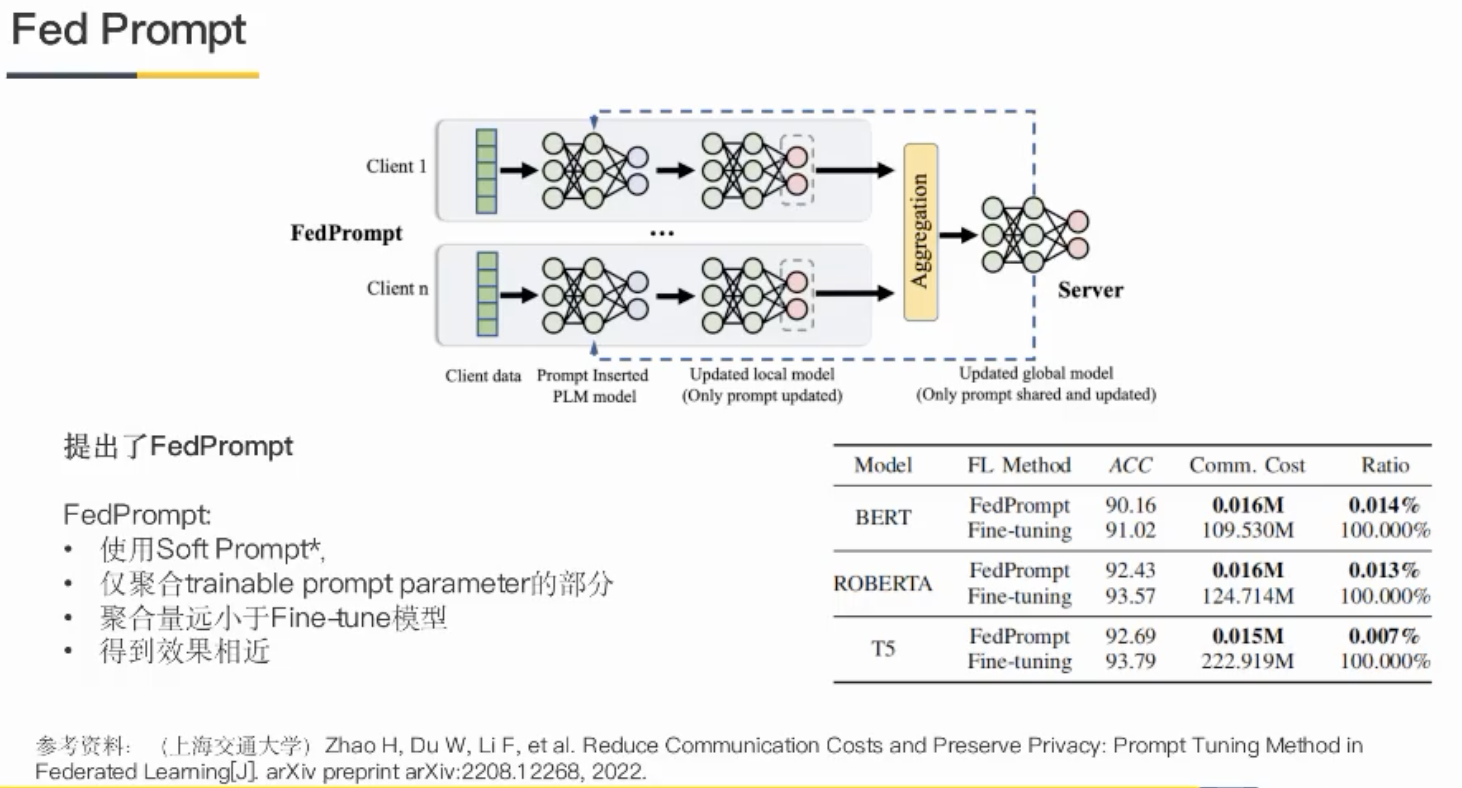 Fed Prompt
Client 1
FedPrompt
...
Client n
Aggregation
Server
Client data
Prompt Inserted
PLM model
Updated local model
(Only prompt updated)
Updated global model
(Only prompt shared and updated)
提出了FedPrompt
FedPrompt:
• 使用Soft Prompt*,
• 仅聚合trainable prompt parameter的部分
• 聚合量远小于Fine-tune模型
• 得到效果相近
Model FL Method ACC Comm. Cost Ratio
BERT
FedPrompt 90.16 0.016M 0.014%
Fine-tuning 91.02 109.530M 100.000%
ROBERTA
FedPrompt 92.43 0.016M 0.013%
Fine-tuning 93.57 124.714M 100.000%
T5
FedPrompt 92.69 0.015M 0.007%
Fine-tuning 93.79 222.919M 100.000%
参考资料： （上海交通大学）Zhao H, Du W, Li F, et al. Reduce Communication Costs and Preserve Privacy: Prompt Tuning Method in
Federated Learning[J]. arXiv preprint arXiv:2208.12268, 2022.